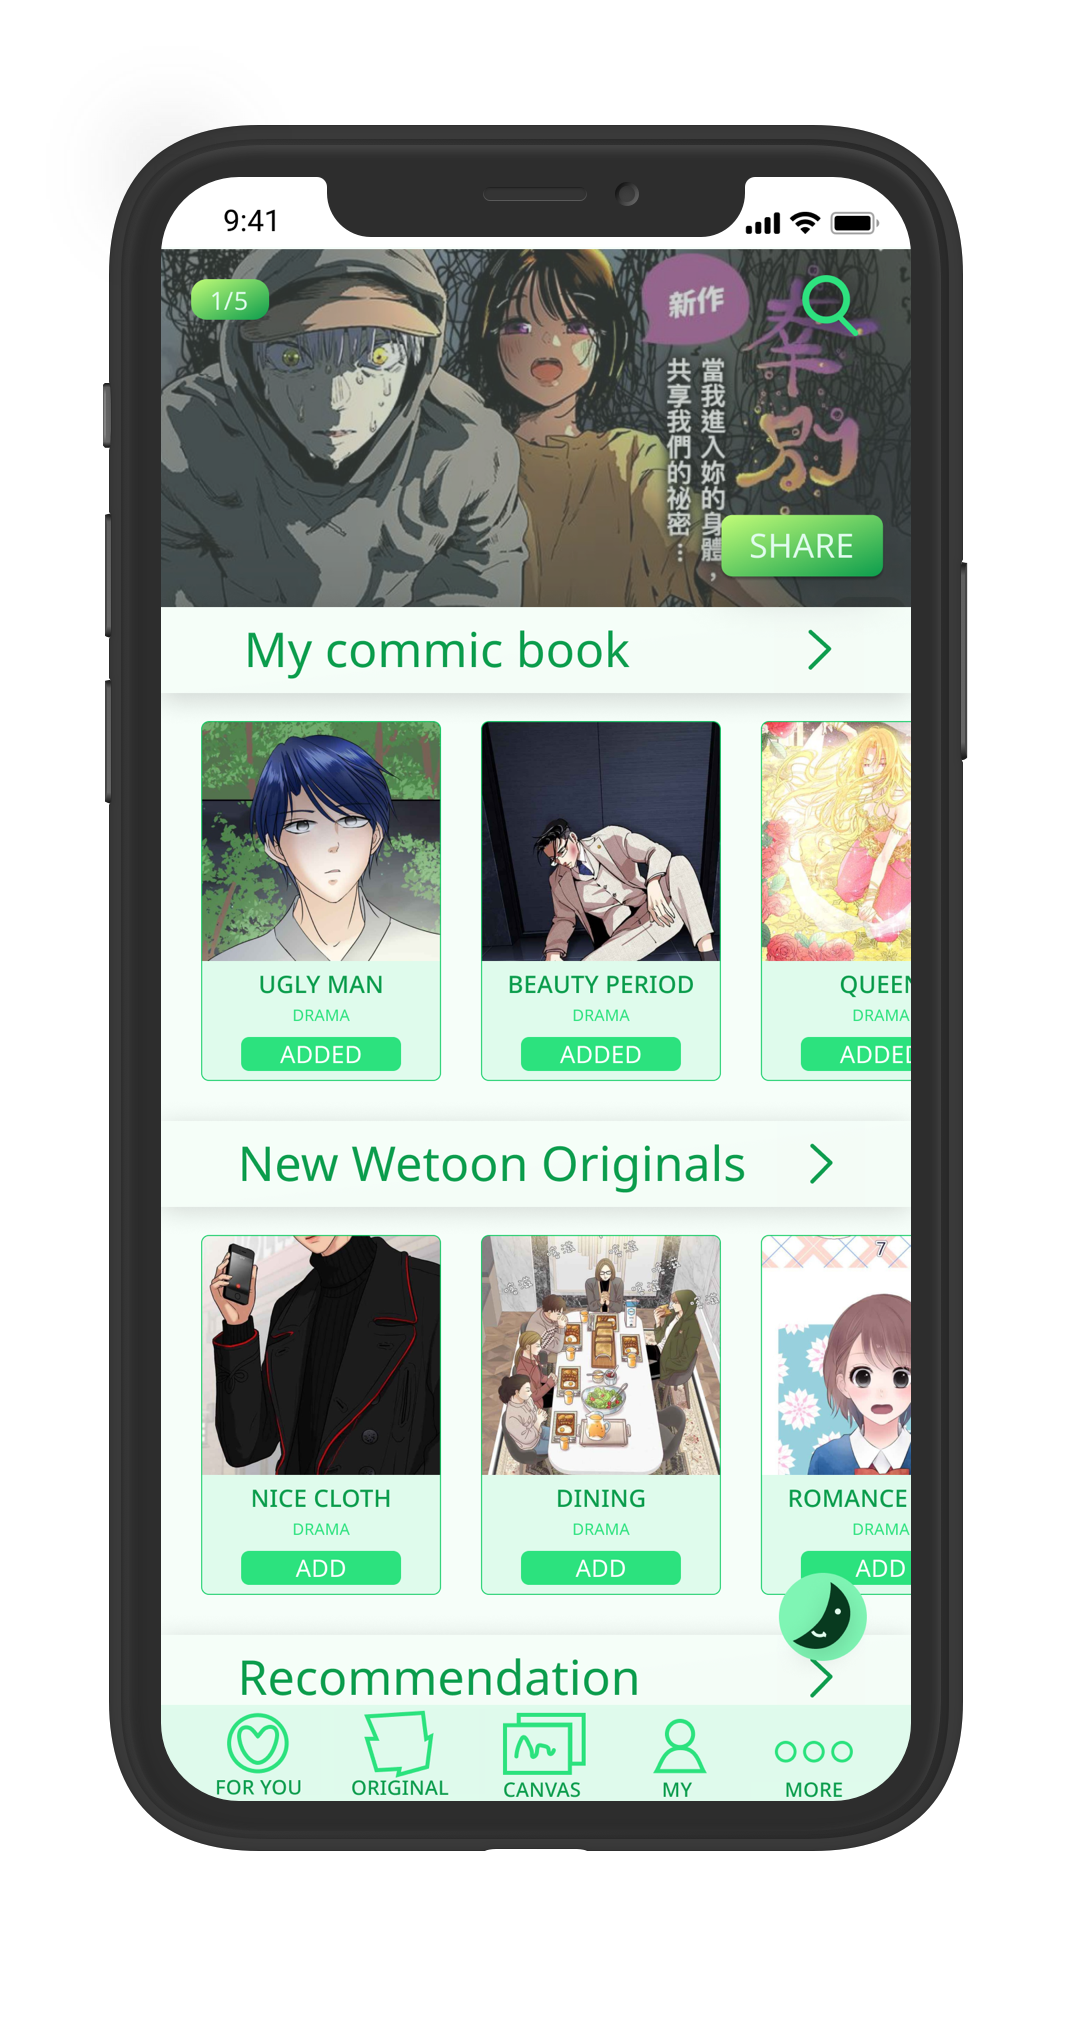 9:41
1/5
新作
牽
別
當我進入妳的身體，
共享我們的祕密…
SHARE
My commic book
UGLY MAN
DRAMA
ADDED
BEAUTY PERIOD
DRAMA
ADDED
QUEEN
DRAMA
ADDED
New Wetoon Originals
7
NICE CLOTH
DRAMA
ADD
DINING
DRAMA
ADD
ROMANCE
DRAMA
ADD
Recommendation
FOR YOU
ORIGINAL
CANVAS
MY
MORE